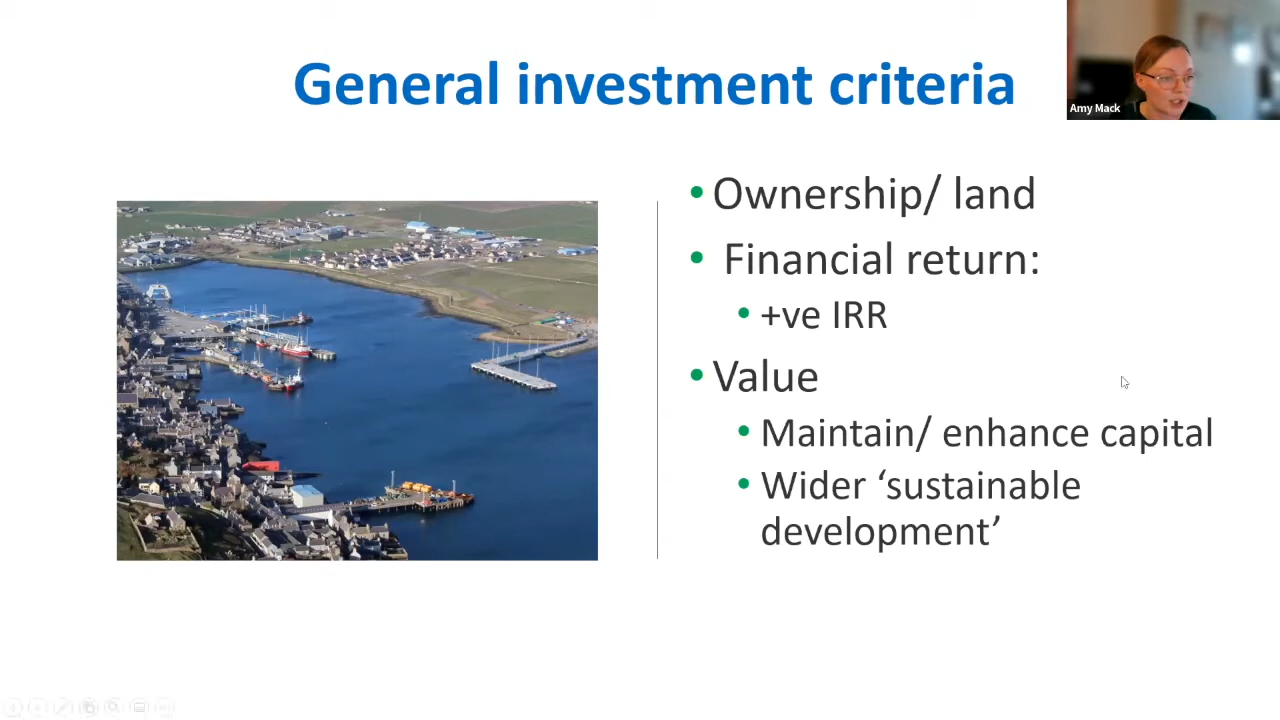 General investment criteria
Amy Mack
•Ownership/ land
• Financial return:
•+ve IRR
•Value
•Maintain/ enhance capital
•Wider ‘sustainable
development’